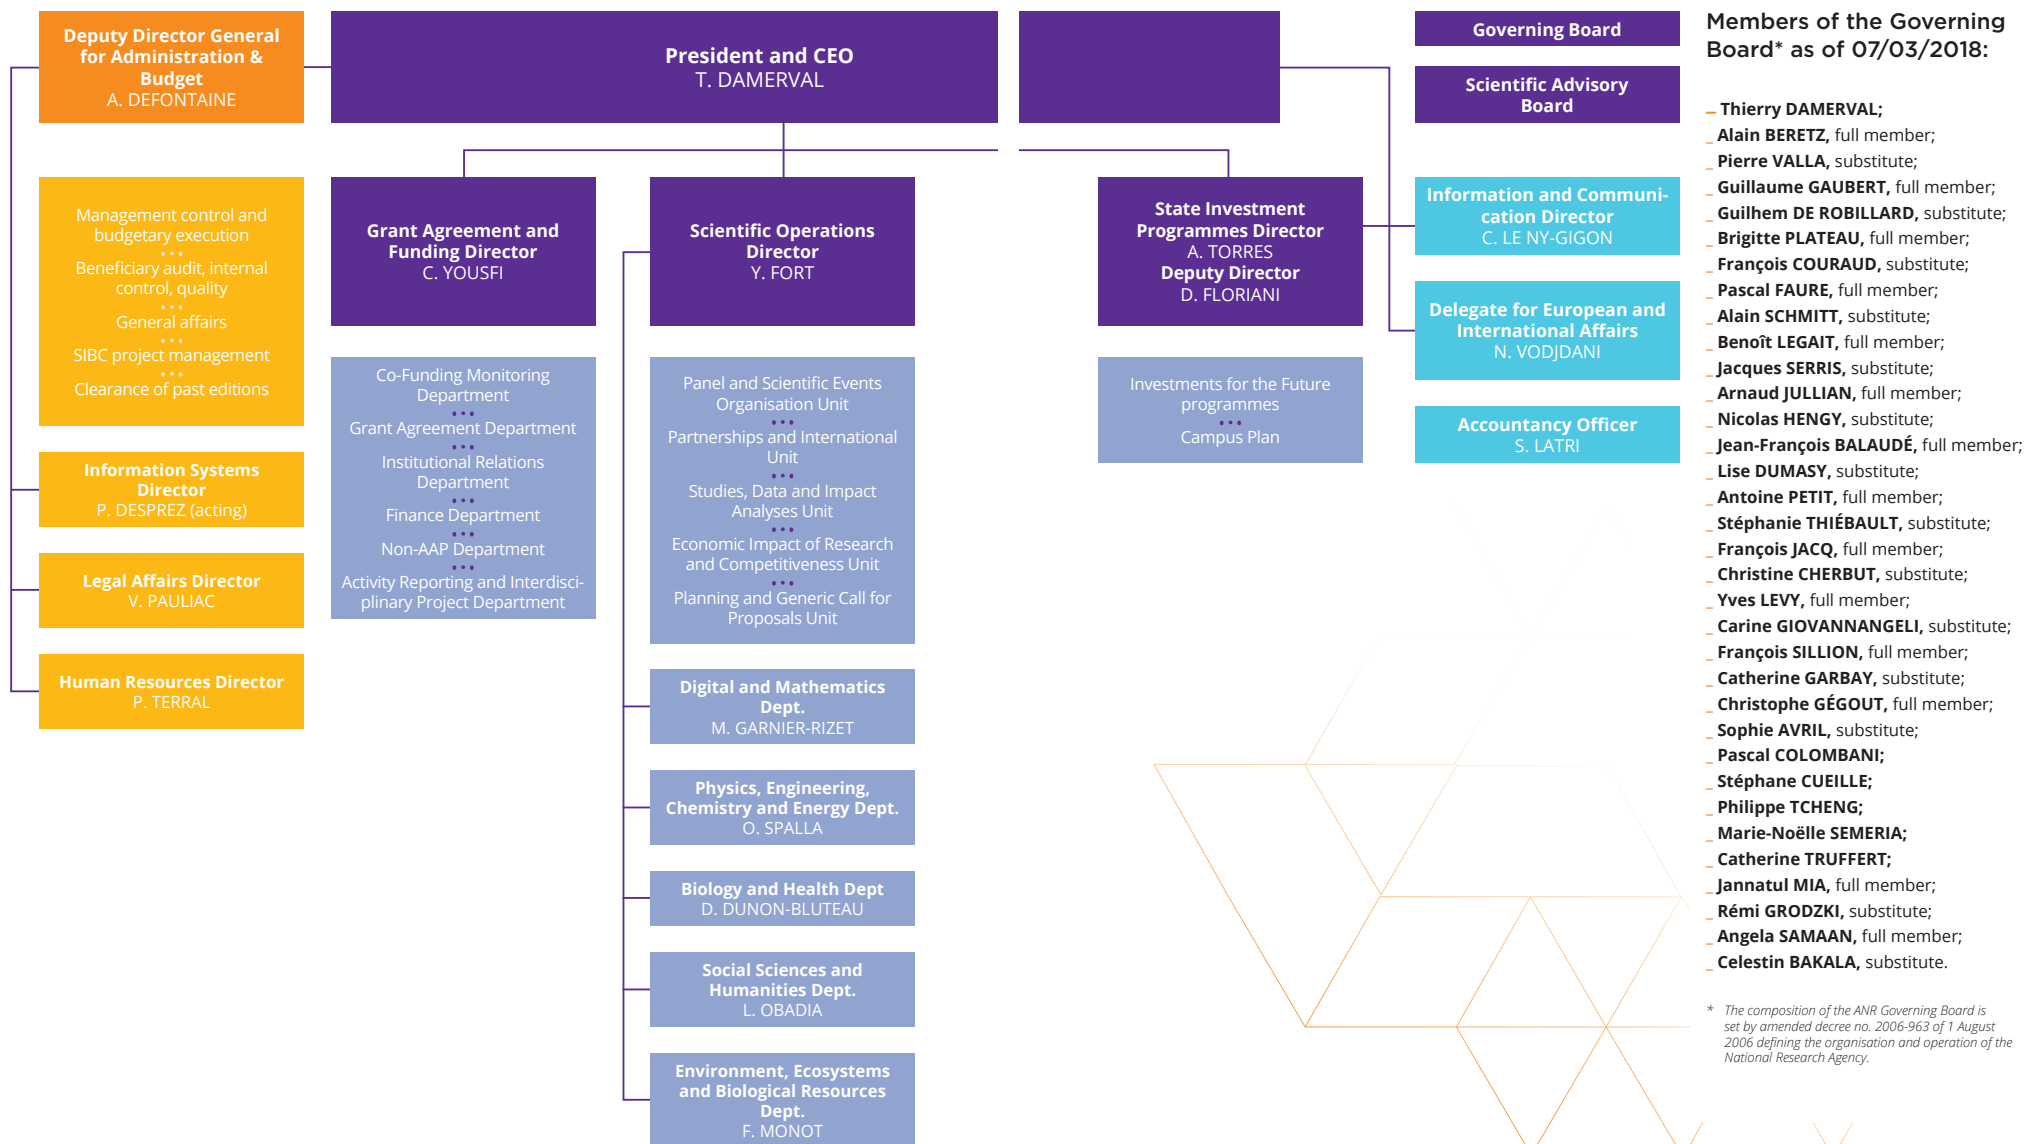 Deputy Director General
for Administration &
Budget
A. DEFONTAINE
President and CEO
T. DAMERVAL
Governing Board
Scientific Advisory
Board
Management control and
budgetary execution
•••
Beneficiary audit, internal
control, quality
•••
General affairs
•••
SIBC project management
•••
Clearance of past editions
Information Systems
Director
P. DESPREZ (acting)
Legal Affairs Director
V. PAULIAC
Human Resources Director
P. TERRAL
Grant Agreement and
Funding Director
C. YOUSFI
Co-Funding Monitoring
Department
•••
Grant Agreement Department
•••
Institutional Relations
Department
•••
Finance Department
•••
Non-AAP Department
•••
Activity Reporting and Interdisci-
plinary Project Department
Scientific Operations
Director
Y. FORT
Panel and Scientific Events
Organisation Unit
•••
Partnerships and International
Unit
•••
Studies, Data and Impact
Analyses Unit
•••
Economic Impact of Research
and Competitiveness Unit
•••
Planning and Generic Call for
Proposals Unit
Digital and Mathematics
Dept.
M. GARNIER-RIZET
Physics, Engineering,
Chemistry and Energy Dept.
O. SPALLA
Biology and Health Dept
D. DUNON-BLUTEAU
Social Sciences and
Humanities Dept.
L. OBADIA
Environment, Ecosystems
and Biological Resources
Dept.
F. MONOT
State Investment
Programmes Director
A. TORRES
Deputy Director
D. FLORIANI
Investments for the Future
programmes
•••
Campus Plan
Information and Communi-
cation Director
C. LE NY-GIGON
Delegate for European and
International Affairs
N. VODJDANI
Accountancy Officer
S. LATRI
Members of the Governing
Board* as of 07/03/2018:
_ Thierry DAMERVAL;
_ Alain BERETZ, full member;
_ Pierre VALLA, substitute;
_ Guillaume GAUBERT, full member;
_ Guilhem DE ROBILLARD, substitute;
_ Brigitte PLATEAU, full member;
_ François COURAUD, substitute;
_ Pascal FAURE, full member;
_ Alain SCHMITT, substitute;
_ Benoît LEGAIT, full member;
_ Jacques SERRIS, substitute;
_ Arnaud JULLIAN, full member;
_ Nicolas HENGY, substitute;
_ Jean-François BALAUDÉ, full member;
_ Lise DUMASY, substitute;
_ Antoine PETIT, full member;
_ Stéphanie THIÉBAULT, substitute;
_ François JACQ, full member;
_ Christine CHERBUT, substitute;
_ Yves LEVY, full member;
_ Carine GIOVANNANGELI, substitute;
_ François SILLION, full member;
_ Catherine GARBAY, substitute;
_ Christophe GÉGOUT, full member;
_ Sophie AVRIL, substitute;
_ Pascal COLOMBANI;
_ Stéphane CUEILLE;
_ Philippe TCHENG;
_ Marie-Noëlle SEMERIA;
_ Catherine TRUFFERT;
_ Jannatul MIA, full member;
_ Rémi GRODZKI, substitute;
_ Angela SAMAAN, full member;
_ Celestin BAKALA, substitute.
* The composition of the ANR Governing Board is
set by amended decree no. 2006-963 of 1 August
2006 defining the organisation and operation of the
National Research Agency.